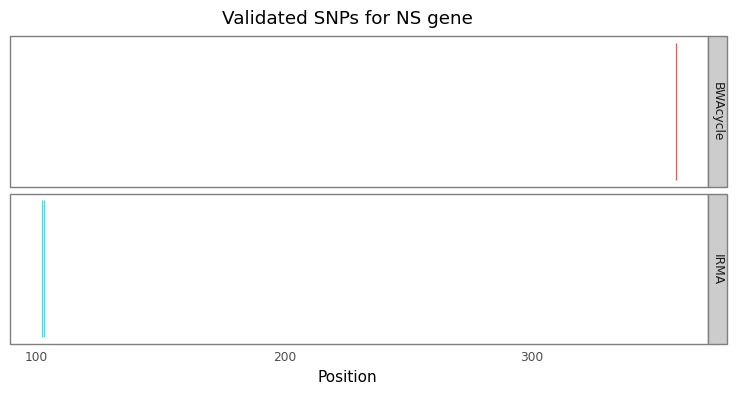 Validated SNPs for NS gene
BWAcycle
IRMA
100
200
300
Position